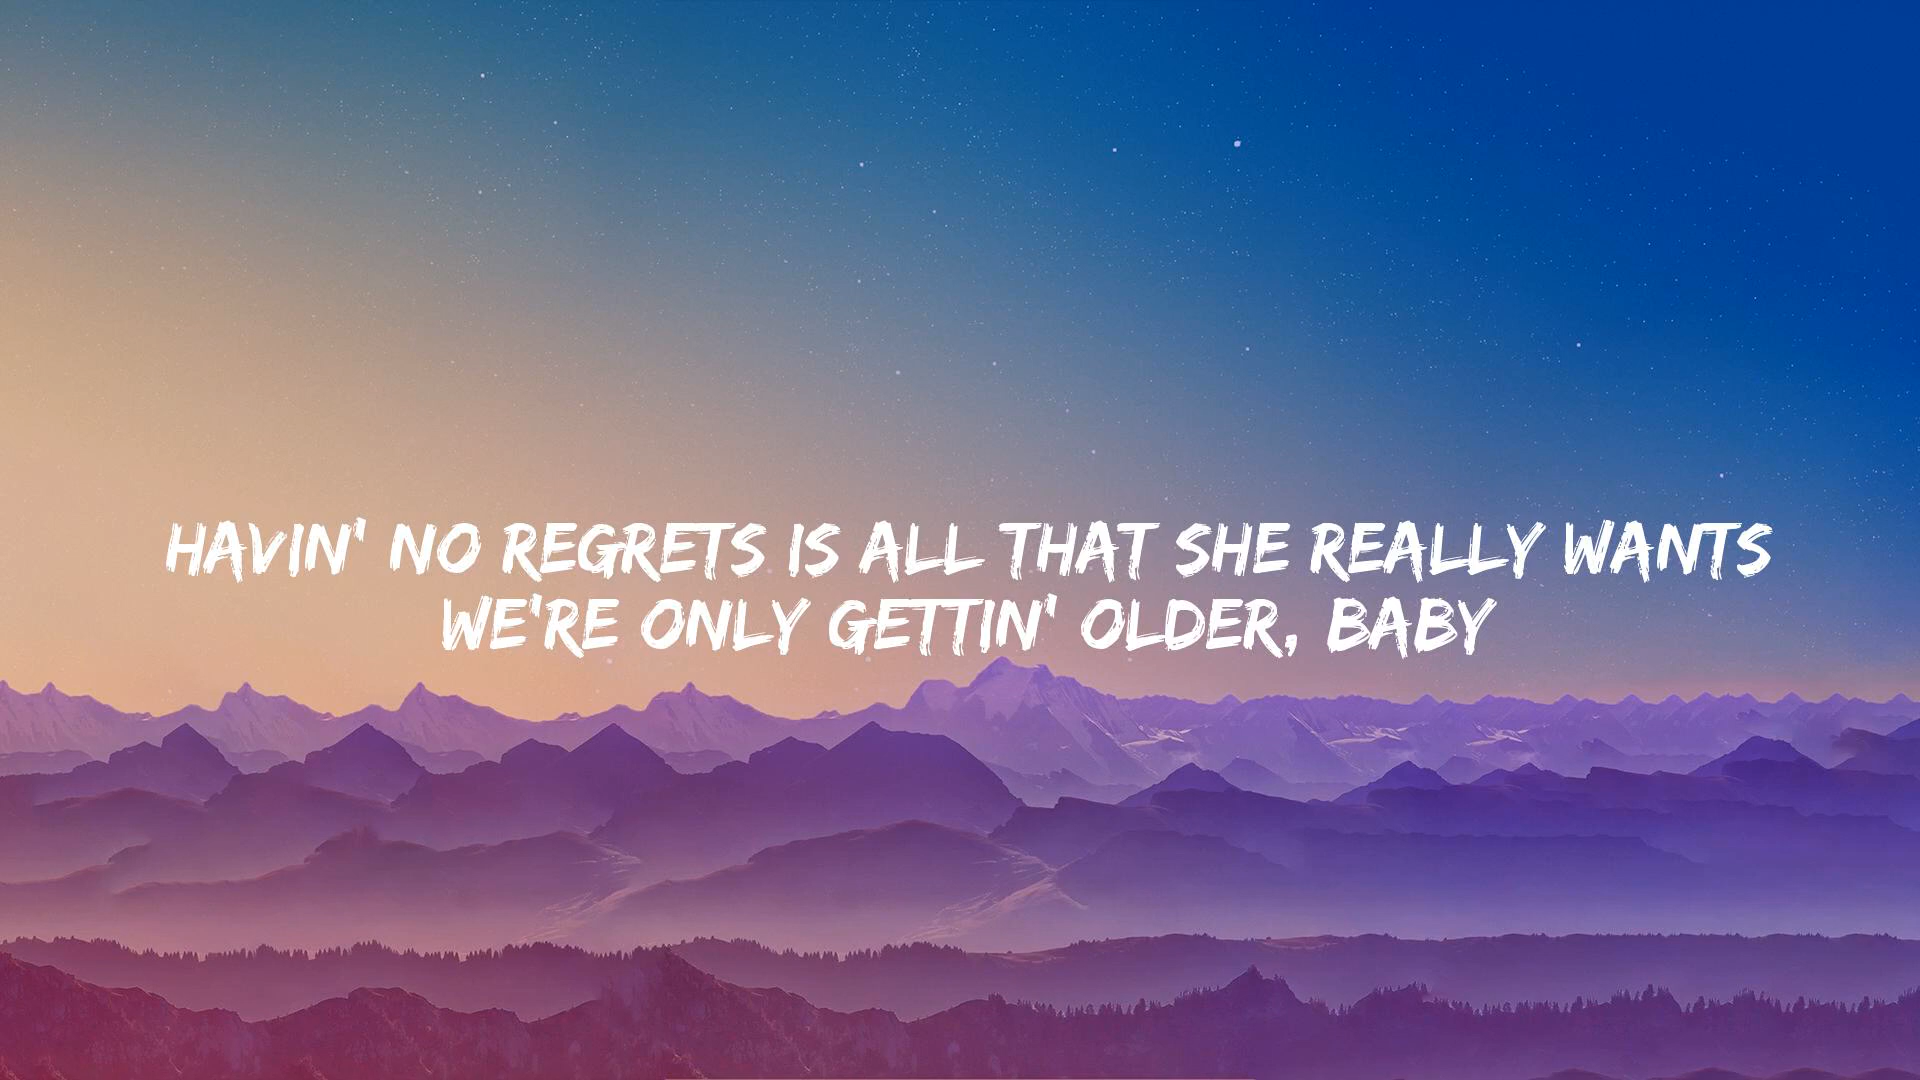 HAVIN' NO REGRETS IS ALL THAT SHE REALLY WANTS
WE'RE ONLY GETTIN' OLDER, BABY